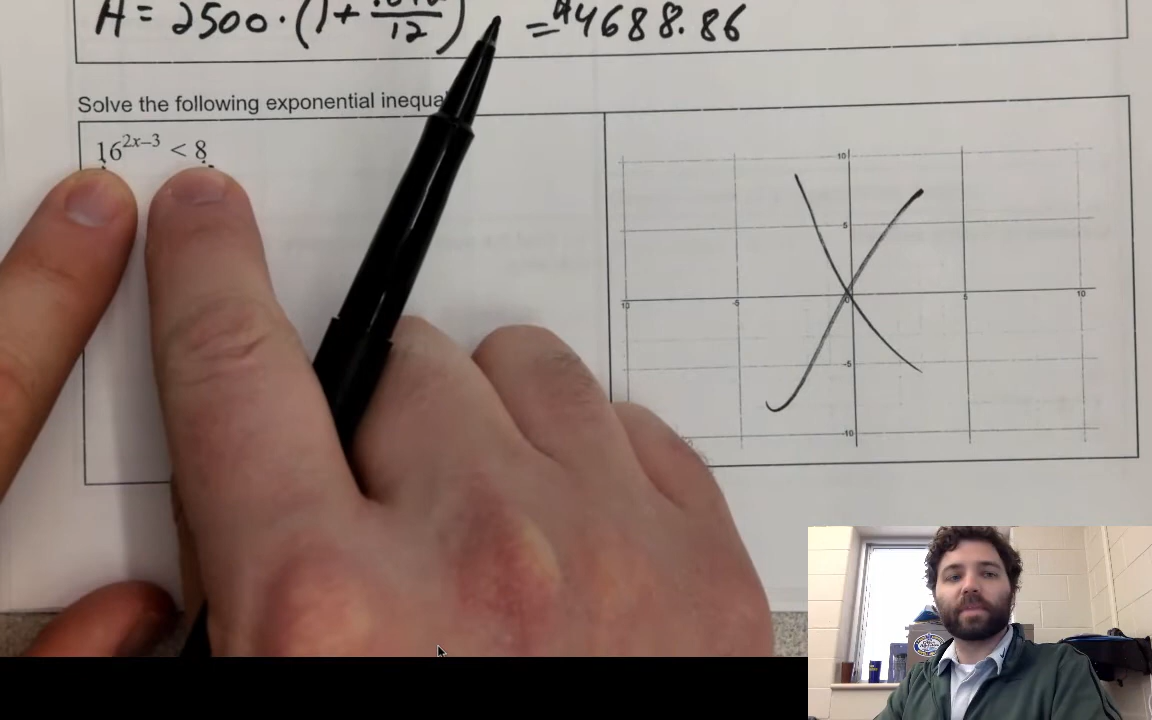 A = 2500 · (1 + /12) = $4688.86
Solve the following exponential
16^{2x–3} < 8
10
5
10 -5 0 5 10
-5
-10